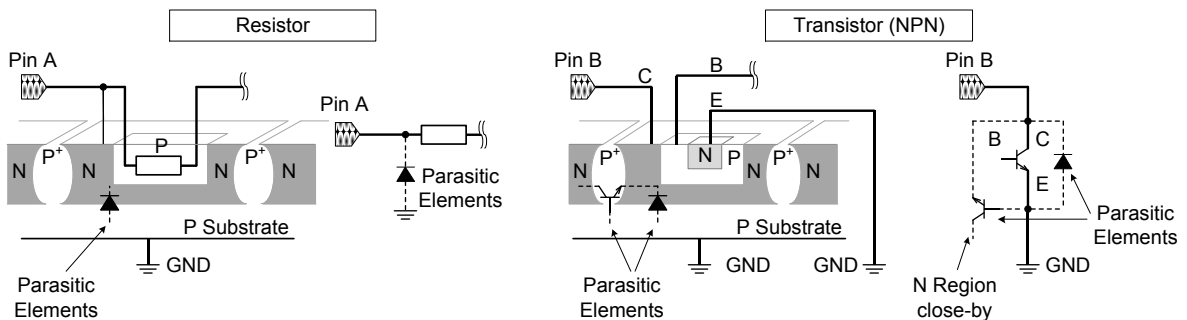 Resistor
Transistor (NPN)
Pin A
Pin A
N
P+
N
P
N
P+
N
Parasitic
Elements
P Substrate
GND
Parasitic
Elements
Pin B
C
B
E
N
P+
N
N
P
P+
N
N
P Substrate
GND
GND
Parasitic
Elements
Pin B
B
C
E
Parasitic
Elements
N Region
close-by